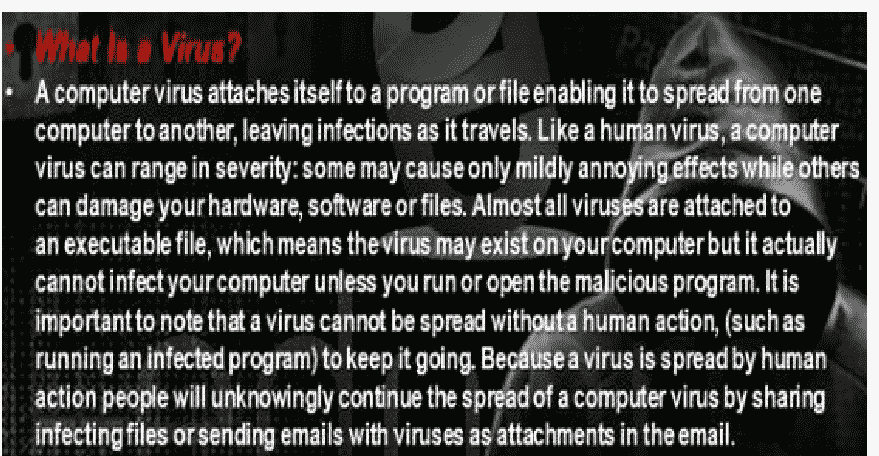 • What Is a Virus?
• A computer virus attaches itself to a program or file enabling it to spread from one
computer to another, leaving infections as it travels. Like a human virus, a computer
virus can range in severity: some may cause only mildly annoying effects while others
can damage your hardware, software or files. Almost all viruses are attached to
an executable file, which means the virus may exist on your computer but it actually
cannot infect your computer unless you run or open the malicious program. It is
important to note that a virus cannot be spread without a human action, (such as
running an infected program) to keep it going. Because a virus is spread by human
action people will unknowingly continue the spread of a computer virus by sharing
infecting files or sending emails with viruses as attachments in the email.